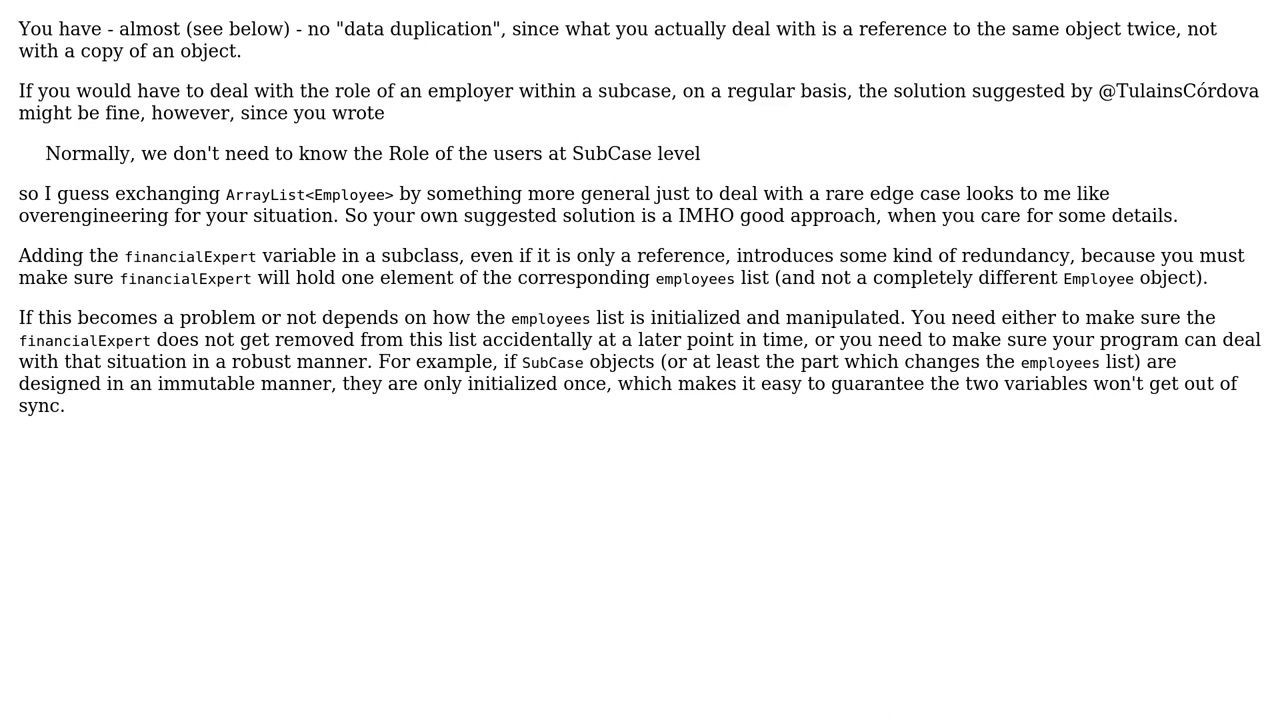 You have - almost (see below) - no "data duplication", since what you actually deal with is a reference to the same object twice, not
with a copy of an object.
If you would have to deal with the role of an employer within a subcase, on a regular basis, the solution suggested by @TulainsCórdova
might be fine, however, since you wrote
Normally, we don't need to know the Role of the users at SubCase level
so I guess exchanging ArrayList<Employee> by something more general just to deal with a rare edge case looks to me like
overengineering for your situation. So your own suggested solution is a IMHO good approach, when you care for some details.
Adding the financialExpert variable in a subclass, even if it is only a reference, introduces some kind of redundancy, because you must
make sure financialExpert will hold one element of the corresponding employees list (and not a completely different Employee object).
If this becomes a problem or not depends on how the employees list is initialized and manipulated. You need either to make sure the
financialExpert does not get removed from this list accidentally at a later point in time, or you need to make sure your program can deal
with that situation in a robust manner. For example, if SubCase objects (or at least the part which changes the employees list) are
designed in an immutable manner, they are only initialized once, which makes it easy to guarantee the two variables won't get out of
sync.